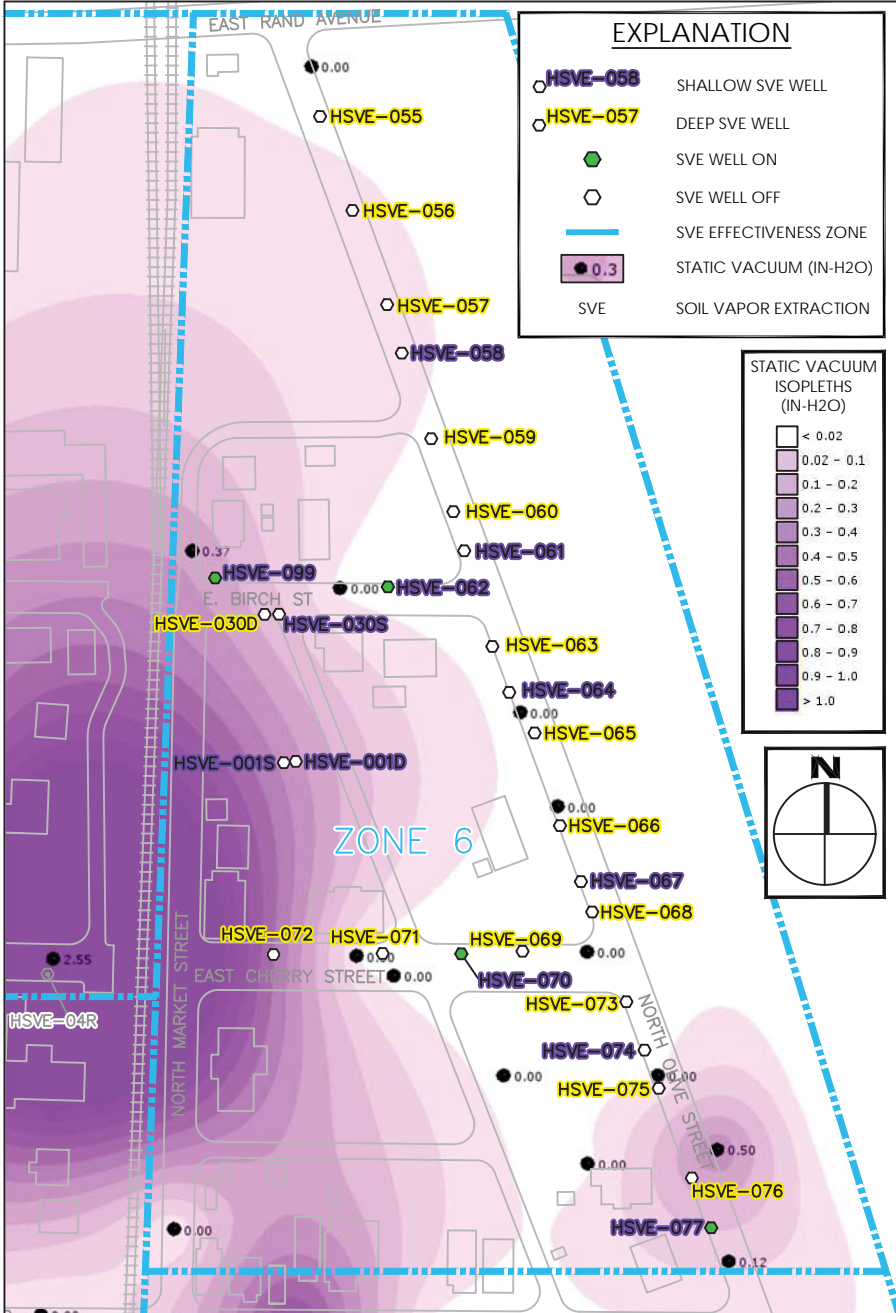 EAST RAND AVENUE
0.00
HSVE-055
HSVE-056
HSVE-057
HSVE-058
HSVE-059
HSVE-060
HSVE-061
0.37
HSVE-099
0.00
HSVE-062
E. BIRCH ST
HSVE-030D
HSVE-030S
HSVE-063
HSVE-064
0.00
HSVE-065
HSVE-001S
HSVE-001D
0.00
HSVE-066
ZONE 6
HSVE-067
HSVE-068
HSVE-072
HSVE-071
HSVE-069
2.55
0.00
EAST CHERRY STREET
0.00
HSVE-070
HSVE-04R
NORTH MARKET STREET
HSVE-073
NORTH OLIVE STREET
HSVE-074
0.00
0.00
HSVE-075
0.50
0.00
HSVE-076
0.00
HSVE-077
0.12
EXPLANATION
HSVE-058 SHALLOW SVE WELL
HSVE-057 DEEP SVE WELL
SVE WELL ON
SVE WELL OFF
SVE EFFECTIVENESS ZONE
0.3 STATIC VACUUM (IN-H2O)
SVE SOIL VAPOR EXTRACTION
STATIC VACUUM
ISOPLETHS
(IN-H2O)
< 0.02
0.02 - 0.1
0.1 - 0.2
0.2 - 0.3
0.3 - 0.4
0.4 - 0.5
0.5 - 0.6
0.6 - 0.7
0.7 - 0.8
0.8 - 0.9
0.9 - 1.0
> 1.0
N